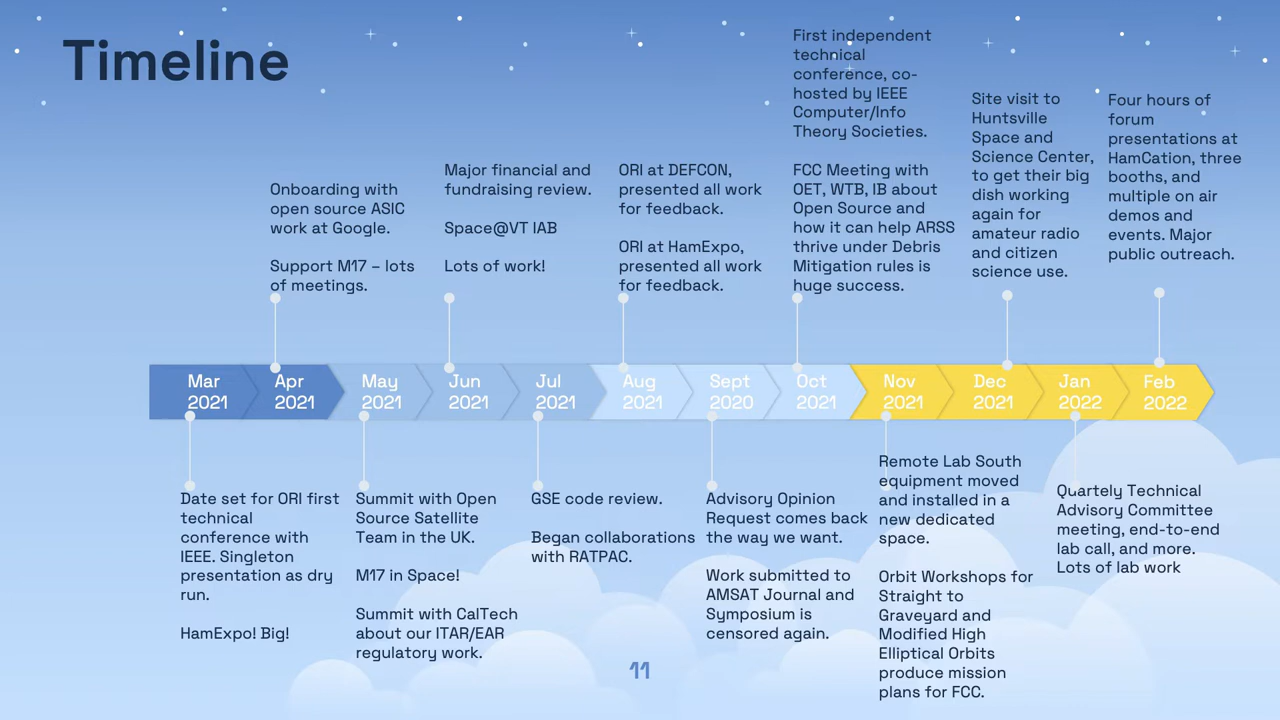 Timeline
Onboarding with
open source ASIC
work at Google.
Support M17 – lots
of meetings.
Major financial and
fundraising review.
Space@VT IAB
Lots of work!
ORI at DEFCON,
presented all work
for feedback.
ORI at HamExpo,
presented all work
for feedback.
First independent
technical
conference, co-
hosted by IEEE
Computer/Info
Theory Societies.
FCC Meeting with
OET, WTB, IB about
Open Source and
how it can help ARSS
thrive under Debris
Mitigation rules is
huge success.
Site visit to
Huntsville
Space and
Science Center,
to get their big
dish working
again for
amateur radio
and citizen
science use.
Four hours of
forum
presentations at
HamCation, three
booths, and
multiple on air
demos and
events. Major
public outreach.
Mar
2021
Apr
2021
May
2021
Jun
2021
Jul
2021
Aug
2021
Sept
2020
Oct
2021
Nov
2021
Dec
2021
Jan
2022
Feb
2022
Date set for ORI first
technical
conference with
IEEE. Singleton
presentation as dry
run.
HamExpo! Big!
Summit with Open
Source Satellite
Team in the UK.
M17 in Space!
Summit with CalTech
about our ITAR/EAR
regulatory work.
GSE code review.
Began collaborations
with RATPAC.
Advisory Opinion
Request comes back
the way we want.
Work submitted to
AMSAT Journal and
Symposium is
censored again.
Remote Lab South
equipment moved
and installed in a
new dedicated
space.
Orbit Workshops for
Straight to
Graveyard and
Modified High
Elliptical Orbits
produce mission
plans for FCC.
Quartely Technical
Advisory Committee
meeting, end-to-end
lab call, and more.
Lots of lab work
11